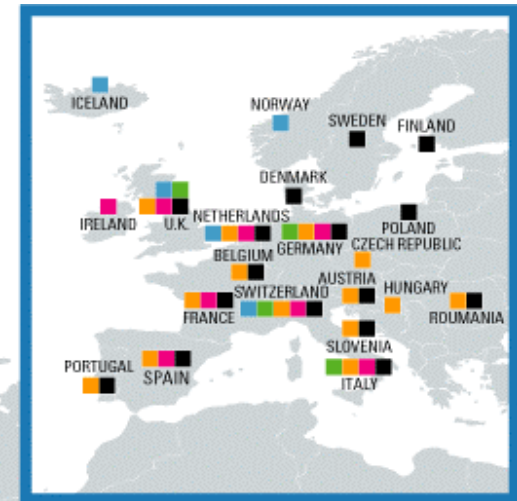 ICELAND
NORWAY
SWEDEN
FINLAND
DENMARK
IRELAND
U.K.
NETHERLANDS
GERMANY
POLAND
CZECH REPUBLIC
BELGIUM
AUSTRIA
HUNGARY
SWITZERLAND
FRANCE
ROUMANIA
SLOVENIA
PORTUGAL
SPAIN
ITALY